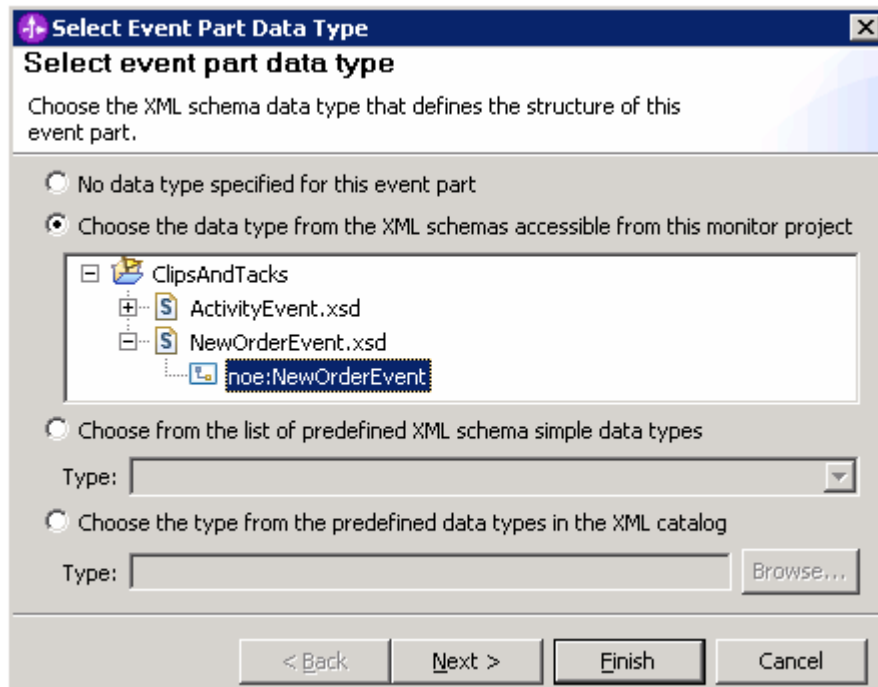 Select Event Part Data Type
Select event part data type
Choose the XML schema data type that defines the structure of this
event part.
No data type specified for this event part
Choose the data type from the XML schemas accessible from this monitor project
ClipsAndTacks
ActivityEvent.xsd
NewOrderEvent.xsd
noe:NewOrderEvent
Choose from the list of predefined XML schema simple data types
Type:
Choose the type from the predefined data types in the XML catalog
Type: Browse...
< Back Next > Finish Cancel